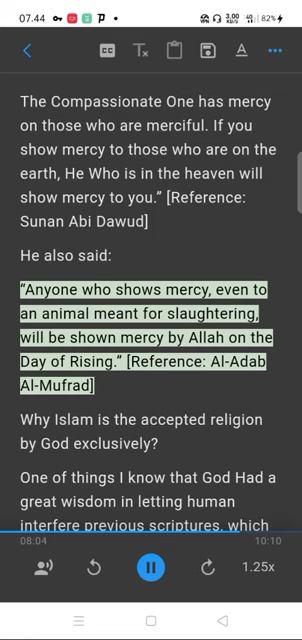 07.44
3,00
KB/s
4G
82%
CC
The Compassionate One has mercy
on those who are merciful. If you
show mercy to those who are on the
earth, He Who is in the heaven will
show mercy to you.” [Reference:
Sunan Abi Dawud]
He also said:
“Anyone who shows mercy, even to
an animal meant for slaughtering,
will be shown mercy by Allah on the
Day of Rising.” [Reference: Al-Adab
Al-Mufrad]
Why Islam is the accepted religion
by God exclusively?
One of things I know that God Had a
great wisdom in letting human
interfere previous scriptures, which
08:04
10:10
1.25x